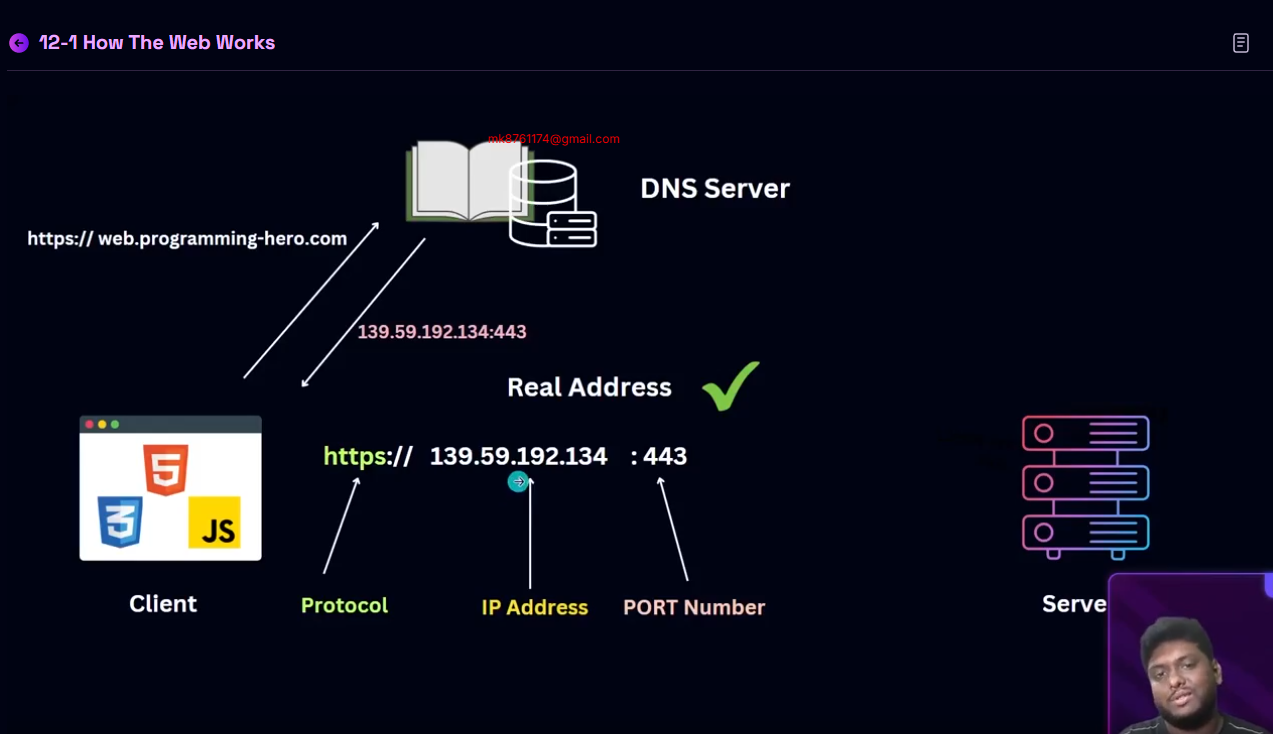 12-1 How The Web Works
mk8761174@gmail.com
DNS Server
https:// web.programming-hero.com
139.59.192.134:443
Real Address
https:// 139.59.192.134 : 443
5
3
JS
Client
Protocol
IP Address
PORT Number
Serve